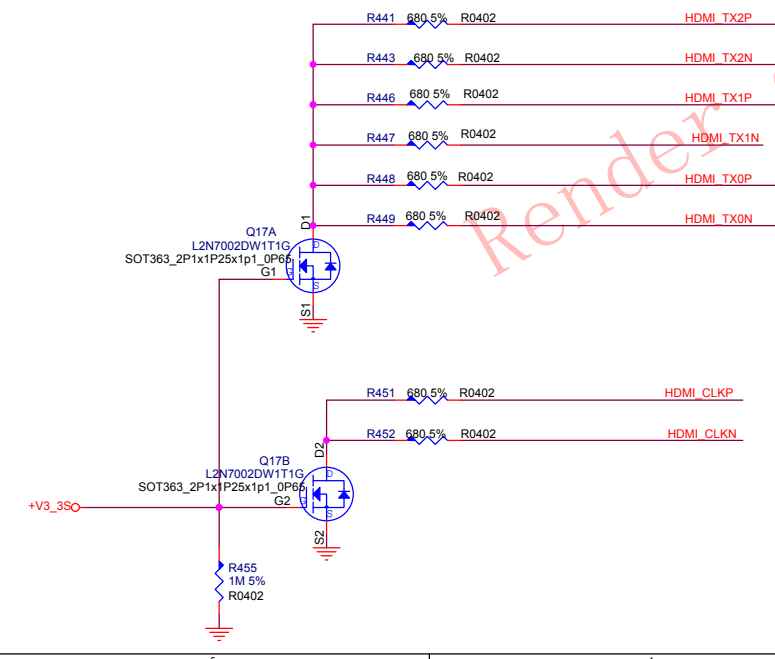 R441 680 5% R0402 HDMI_TX2P
R443 680 5% R0402 HDMI_TX2N
R446 680 5% R0402 HDMI_TX1P
R447 680 5% R0402 HDMI_TX1N
R448 680 5% R0402 HDMI_TX0P
R449 680 5% R0402 HDMI_TX0N
D1
Q17A
L2N7002DW1T1G
SOT363_2P1x1P25x1p1_0P65
G1
D
G
S
S1
Render
R451 680 5% R0402 HDMI_CLKP
R452 680 5% R0402 HDMI_CLKN
D2
Q17B
L2N7002DW1T1G
SOT363_2P1x1P25x1p1_0P65
G2
D
G
S
S2
+V3_3S
R455
1M 5%
R0402